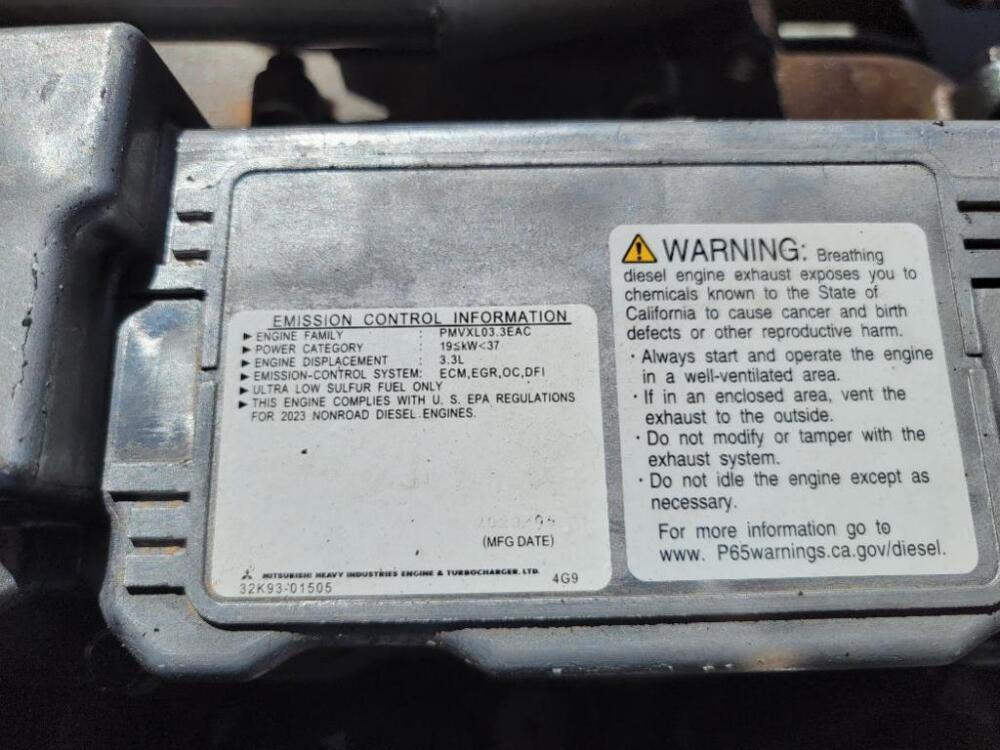 EMISSION CONTROL INFORMATION
▶ ENGINE FAMILY : PMVXL03.3EAC
▶ POWER CATEGORY : 19≤kW<37
▶ ENGINE DISPLACEMENT : 3.3L
▶ EMISSION-CONTROL SYSTEM: ECM,EGR,OC,DFI
▶ ULTRA LOW SULFUR FUEL ONLY
▶ THIS ENGINE COMPLIES WITH U. S. EPA REGULATIONS
FOR 2023 NONROAD DIESEL ENGINES.
(MFG DATE)
MITSUBISHI HEAVY INDUSTRIES ENGINE & TURBOCHARGER, LTD.
32K93-01505 4G9
WARNING: Breathing
diesel engine exhaust exposes you to
chemicals known to the State of
California to cause cancer and birth
defects or other reproductive harm.
· Always start and operate the engine
in a well-ventilated area.
· If in an enclosed area, vent the
exhaust to the outside.
· Do not modify or tamper with the
exhaust system.
· Do not idle the engine except as
necessary.
For more information go to
www. P65warnings.ca.gov/diesel.